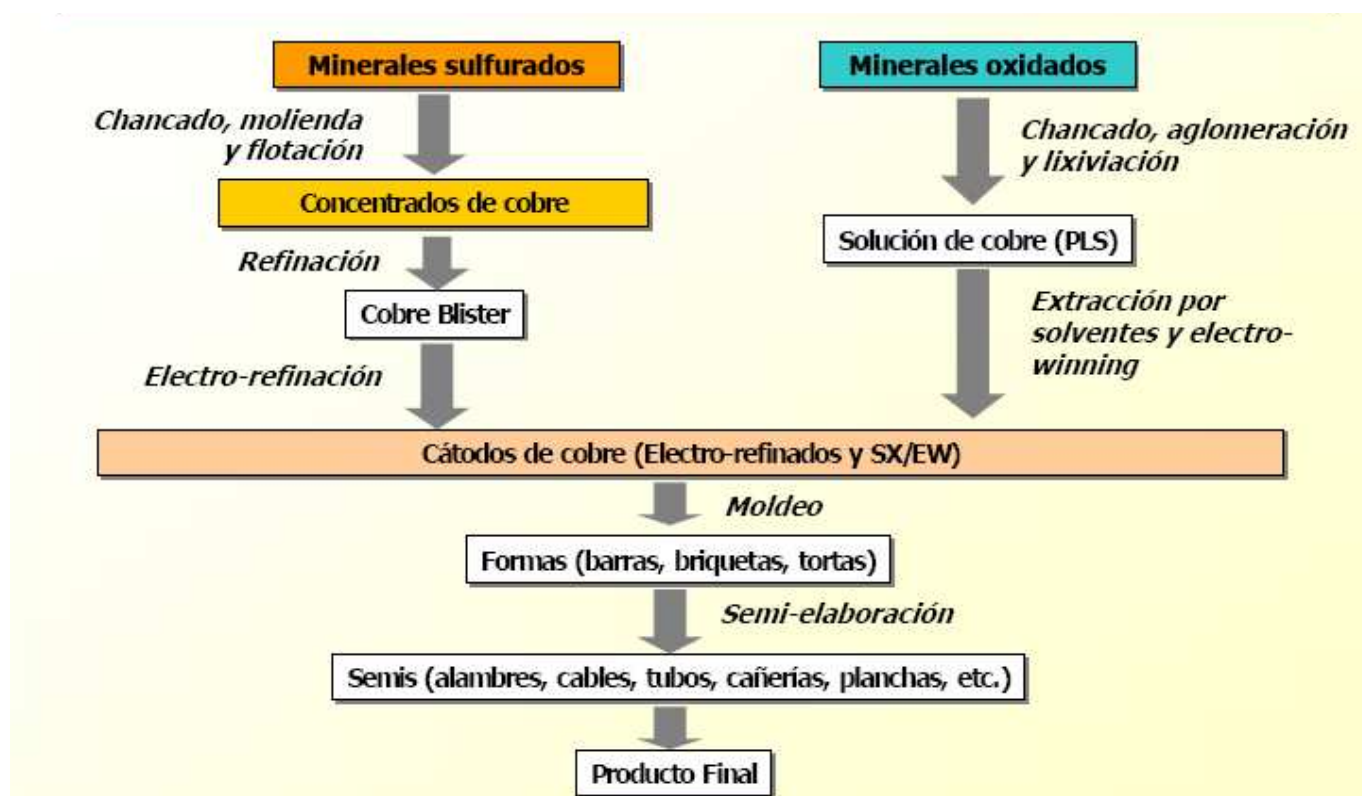 Minerales sulfurados
Minerales oxidados
Chancado, molienda
y flotación
Chancado, aglomeración
y lixiviación
Concentrados de cobre
Solución de cobre (PLS)
Refinación
Cobre Blister
Extracción por
solventes y electro-
winning
Electro-refinación
Cátodos de cobre (Electro-refinados y SX/EW)
Moldeo
Formas (barras, briquetas, tortas)
Semi-elaboración
Semis (alambres, cables, tubos, cañerías, planchas, etc.)
Producto Final